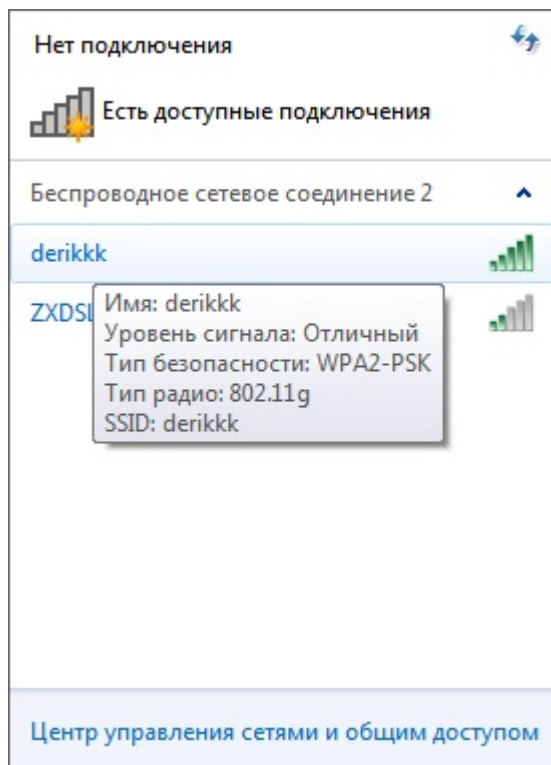 Нет подключения
Есть доступные подключения
Беспроводное сетевое соединение 2
derikkk
ZXDSL
Имя: derikkk
Уровень сигнала: Отличный
Тип безопасности: WPA2-PSK
Тип радио: 802.11g
SSID: derikkk
Центр управления сетями и общим доступом